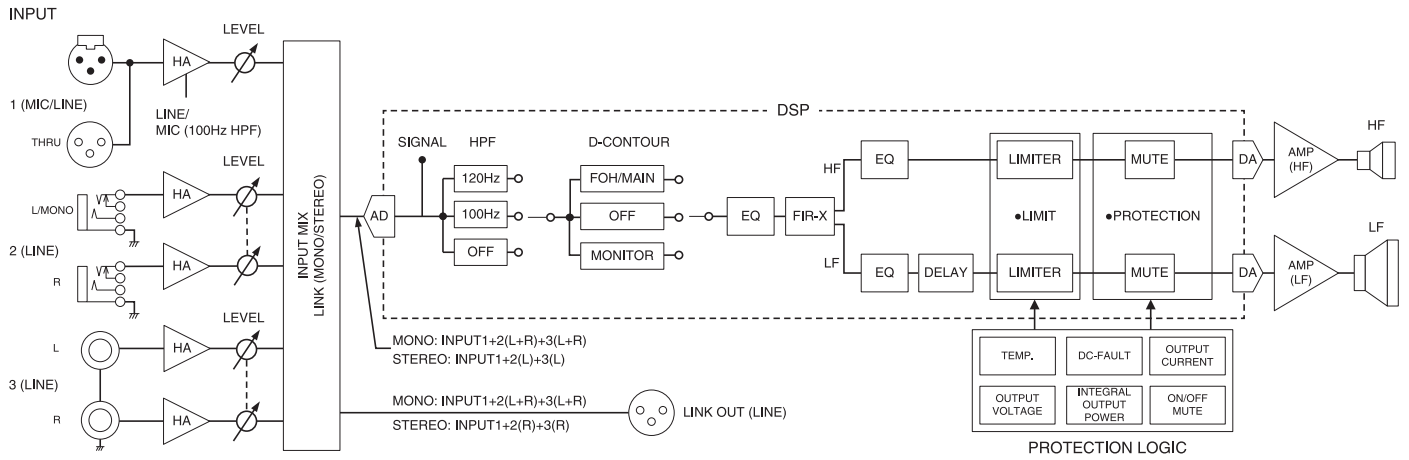 INPUT
LEVEL
HA
1 (MIC/LINE)
LINE/
MIC (100Hz HPF)
THRU
LEVEL
HA
L/MONO
2 (LINE)
HA
R
LEVEL
L
HA
3 (LINE)
R
HA
INPUT MIX
LINK (MONO/STEREO)
DSP
SIGNAL
HPF
D-CONTOUR
120Hz
100Hz
OFF
AD
FOH/MAIN
OFF
MONITOR
EQ
FIR-X
HF
LF
EQ
EQ
DELAY
LIMITER
●LIMIT
LIMITER
MUTE
●PROTECTION
MUTE
DA
DA
AMP
(HF)
HF
AMP
(LF)
LF
MONO: INPUT1+2(L+R)+3(L+R)
STEREO: INPUT1+2(L)+3(L)
MONO: INPUT1+2(L+R)+3(L+R)
STEREO: INPUT1+2(R)+3(R)
LINK OUT (LINE)
TEMP.
DC-FAULT
OUTPUT
CURRENT
OUTPUT
VOLTAGE
INTEGRAL
OUTPUT
POWER
ON/OFF
MUTE
PROTECTION LOGIC